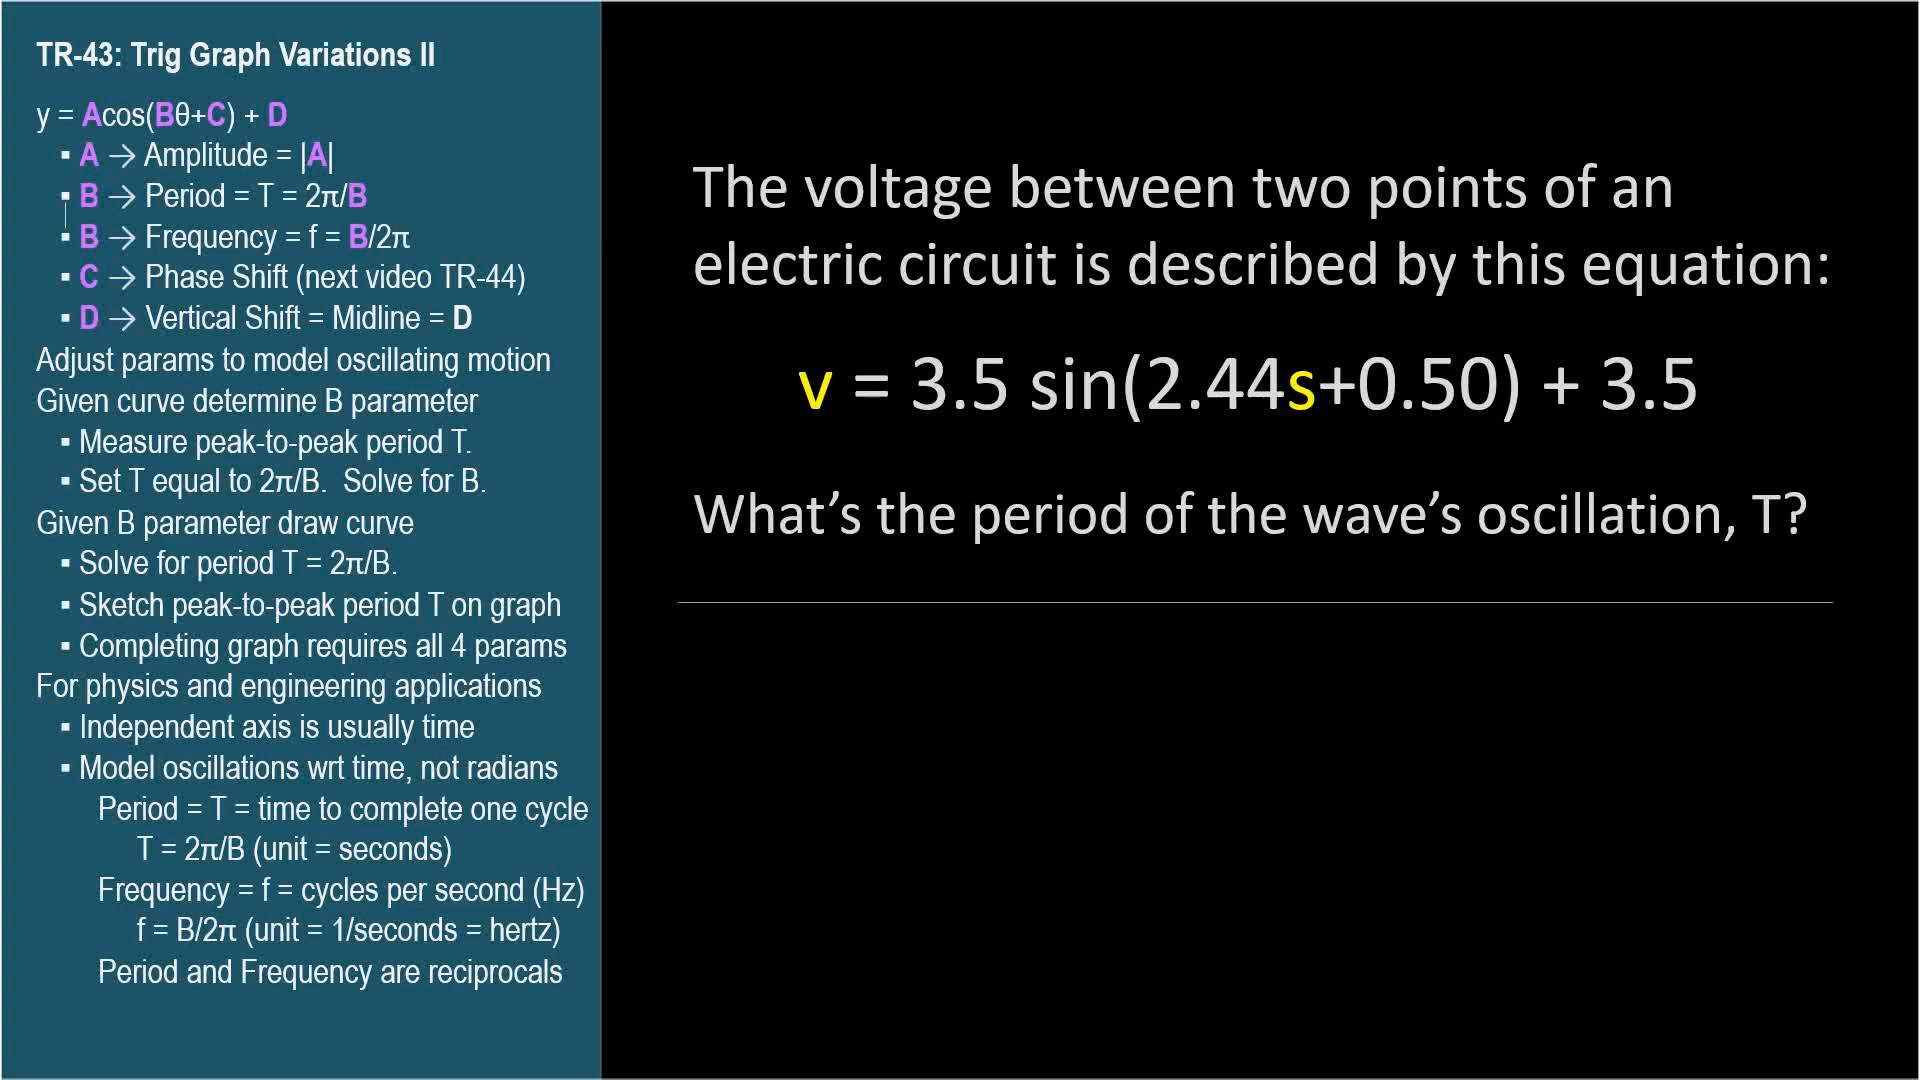 TR-43: Trig Graph Variations II
y = Acos(Bθ+C) + D
▪ A → Amplitude = |A|
▪ B → Period = T = 2π/B
▪ B → Frequency = f = B/2π
▪ C → Phase Shift (next video TR-44)
▪ D → Vertical Shift = Midline = D
Adjust params to model oscillating motion
Given curve determine B parameter
▪ Measure peak-to-peak period T.
▪ Set T equal to 2π/B.  Solve for B.
Given B parameter draw curve
▪ Solve for period T = 2π/B.
▪ Sketch peak-to-peak period T on graph
▪ Completing graph requires all 4 params
For physics and engineering applications
▪ Independent axis is usually time
▪ Model oscillations wrt time, not radians
Period = T = time to complete one cycle
T = 2π/B (unit = seconds)
Frequency = f = cycles per second (Hz)
f = B/2π (unit = 1/seconds = hertz)
Period and Frequency are reciprocals
The voltage between two points of an
electric circuit is described by this equation:
v = 3.5 sin(2.44s+0.50) + 3.5
What’s the period of the wave’s oscillation, T?